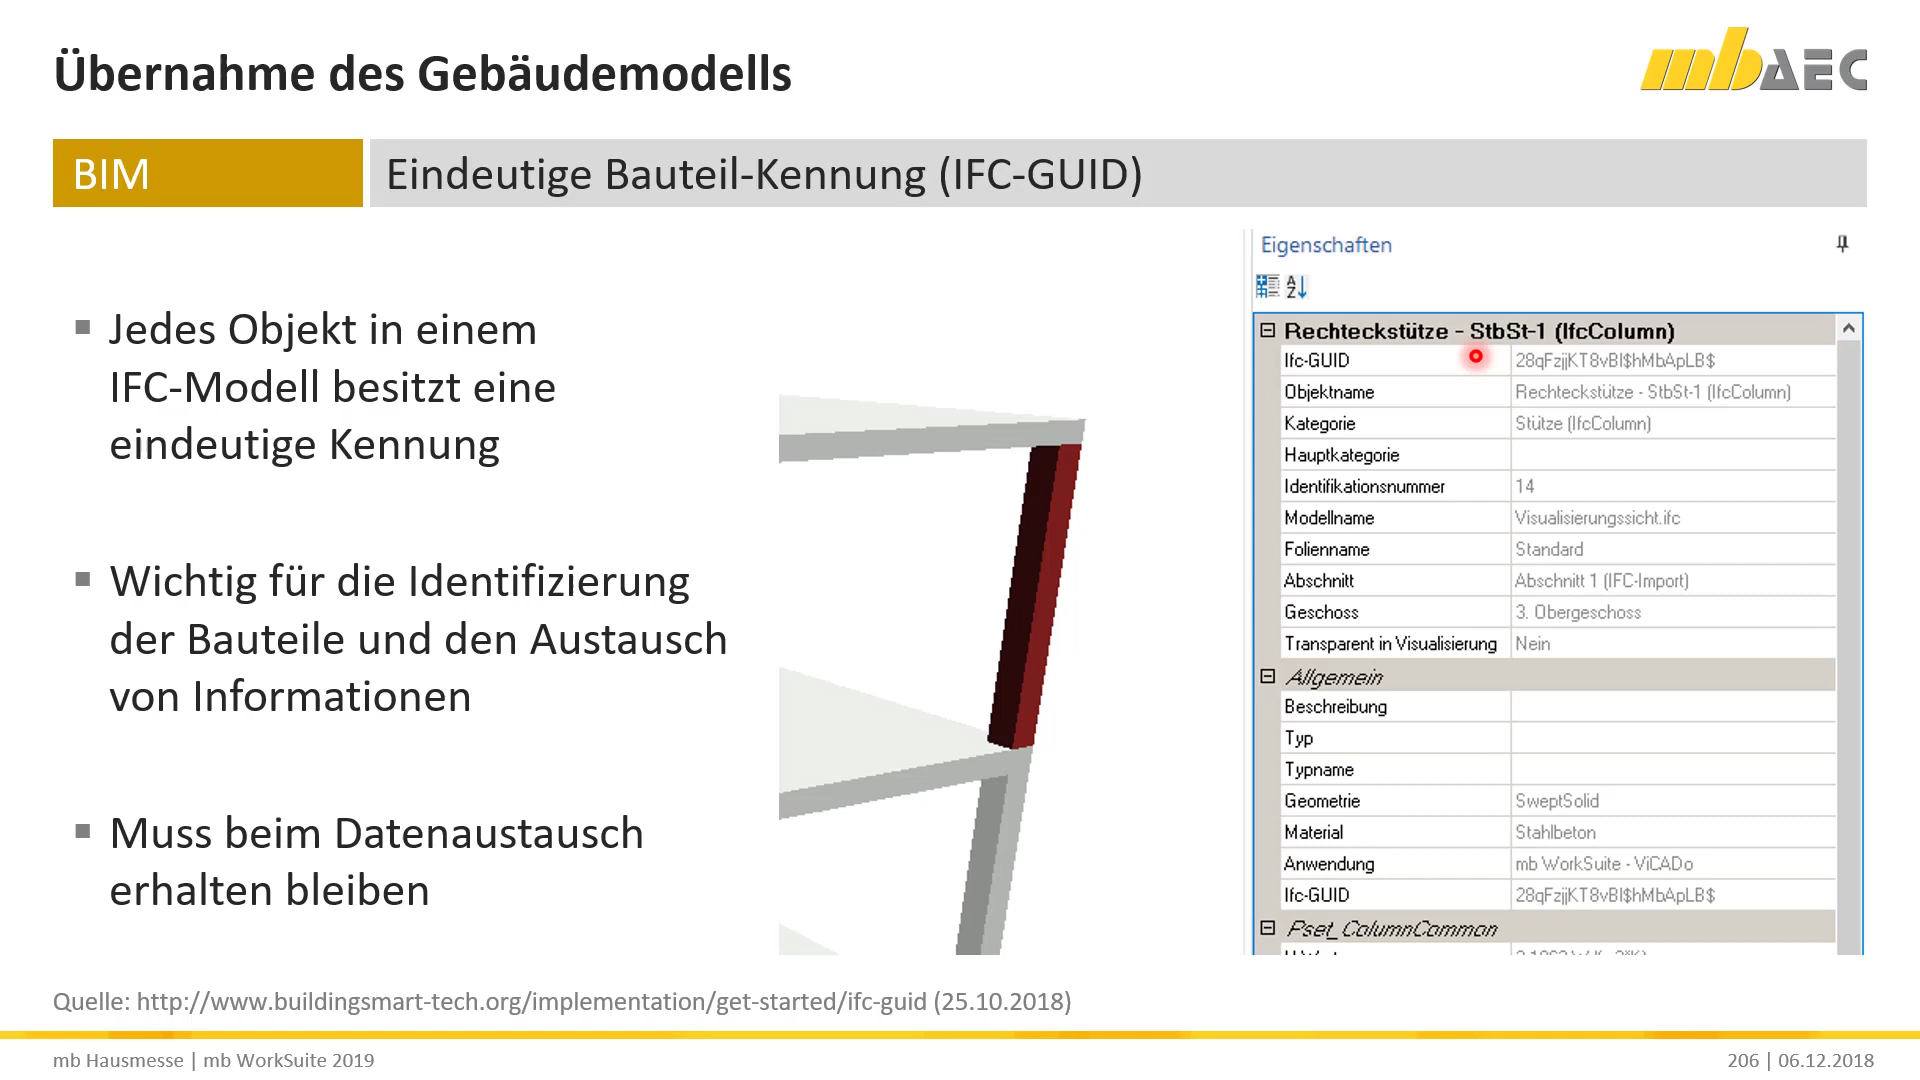 Übernahme des Gebäudemodells
mbAEC
BIM
Eindeutige Bauteil-Kennung (IFC-GUID)
Jedes Objekt in einem
IFC-Modell besitzt eine
eindeutige Kennung
Wichtig für die Identifizierung
der Bauteile und den Austausch
von Informationen
Muss beim Datenaustausch
erhalten bleiben
Eigenschaften
Rechteckstütze - StbSt-1 (IfcColumn)
Ifc-GUID 28qFzjjKT8vBl$hMbApLB$
Objektname Rechteckstütze - StbSt-1 (IfcColumn)
Kategorie Stütze (IfcColumn)
Hauptkategorie
Identifikationsnummer 14
Modellname Visualisierungssicht.ifc
Folienname Standard
Abschnitt Abschnitt 1 (IFC-Import)
Geschoss 3. Obergeschoss
Transparent in Visualisierung Nein
Allgemein
Beschreibung
Typ
Typname
Geometrie SweptSolid
Material Stahlbeton
Anwendung mb WorkSuite - ViCADo
Ifc-GUID 28qFzjjKT8vBl$hMbApLB$
Pset_ColumnCommon
Quelle: http://www.buildingsmart-tech.org/implementation/get-started/ifc-guid (25.10.2018)
mb Hausmesse | mb WorkSuite 2019
206 | 06.12.2018